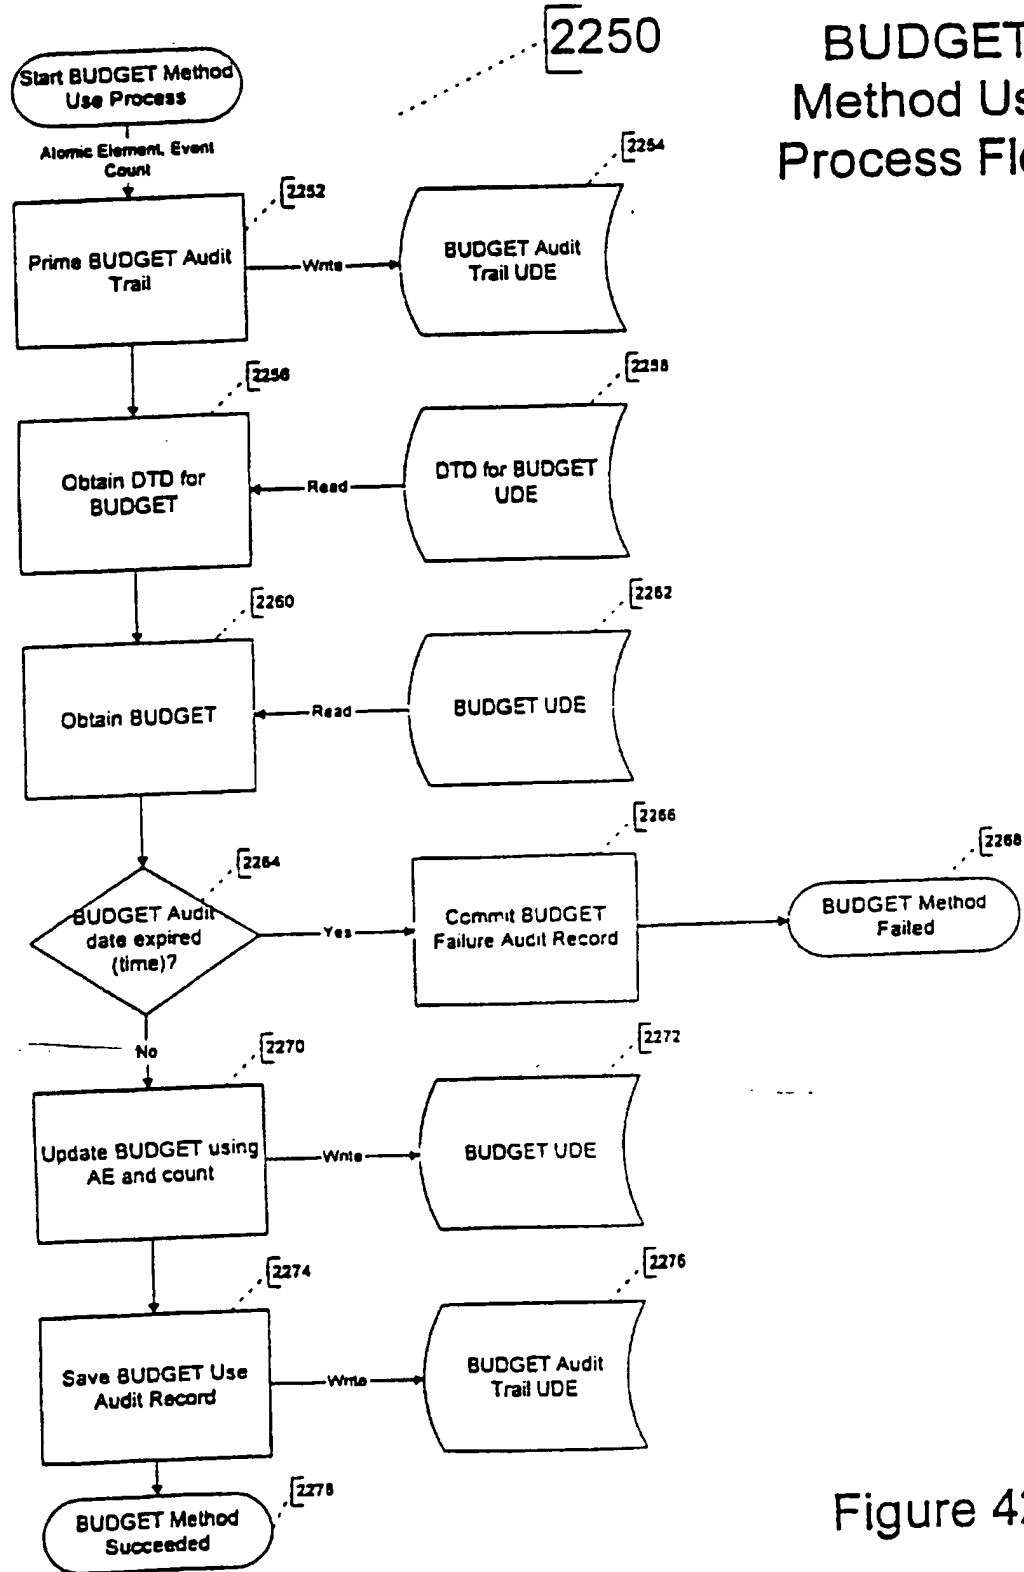 2250
BUDGET
Method Us
Process Flo
Start BUDGET Method
Use Process
Atomic Element, Event
Count
2252
2254
Prime BUDGET Audit
Trail
Write
BUDGET Audit
Trail UDE
2256
2258
Obtain DTD for
BUDGET
Read
DTD for BUDGET
UDE
2260
2262
Obtain BUDGET
Read
BUDGET UDE
2264
2266
2268
BUDGET Audit
date expired
(time)?
Yes
Commit BUDGET
Failure Audit Record
BUDGET Method
Failed
No
2270
2272
Update BUDGET using
AE and count
Write
BUDGET UDE
2274
2276
Save BUDGET Use
Audit Record
Write
BUDGET Audit
Trail UDE
2278
BUDGET Method
Succeeded
Figure 42